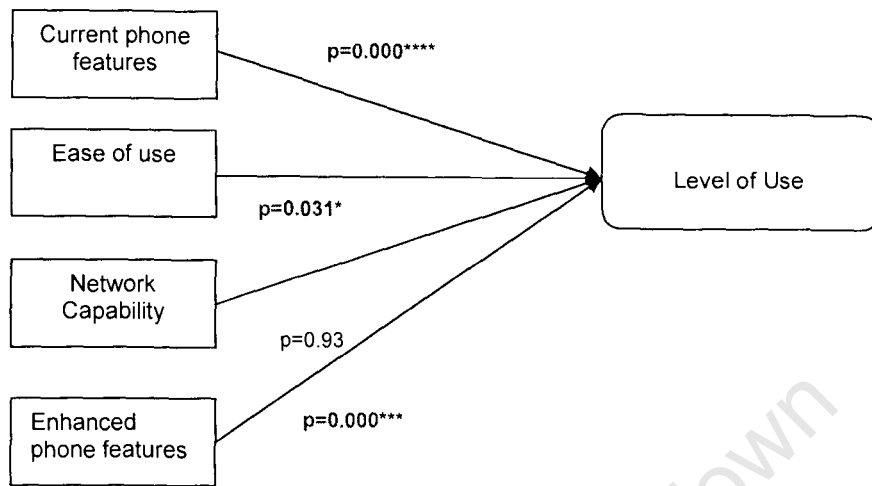 Current phone
features
p=0.000****
Ease of use
Level of Use
p=0.031*
Network
Capability
p=0.93
Enhanced
phone features
p=0.000***